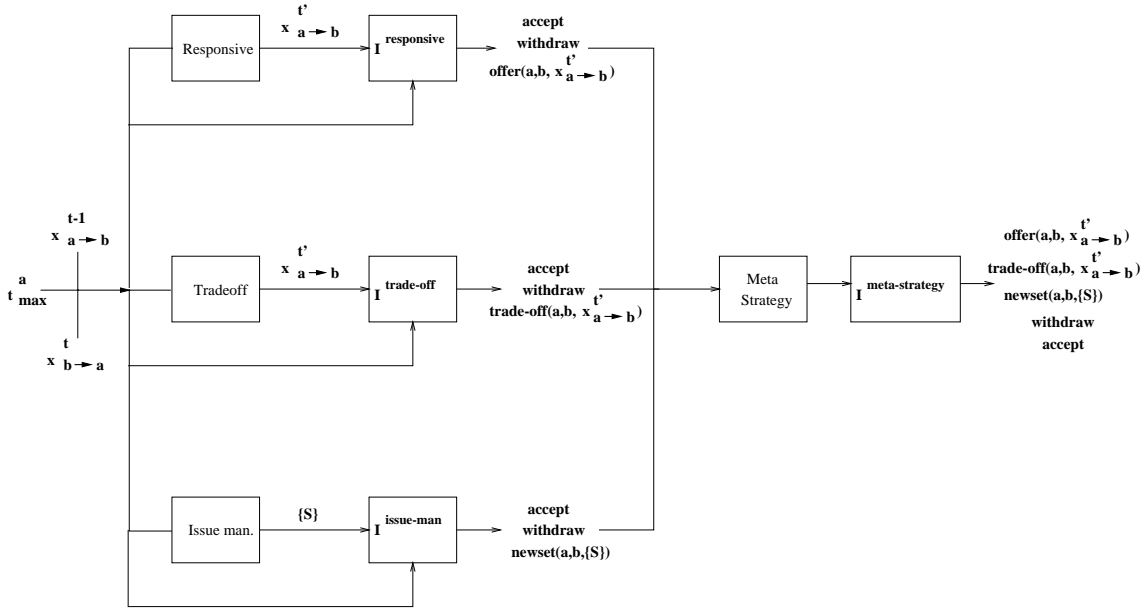 t'
x a → b
accept
withdraw
offer(a,b, x t' a → b )
Responsive
I responsive
t-1
x a → b
t a max
t
x b → a
t'
x a → b
accept
withdraw
trade-off(a,b, x t' a → b )
Tradeoff
I trade-off
Meta
Strategy
I meta-strategy
offer(a,b, x t' a → b )
trade-off(a,b, x t' a → b )
newset(a,b,{S})
withdraw
accept
Issue man.
{S}
I issue-man
accept
withdraw
newset(a,b,{S})